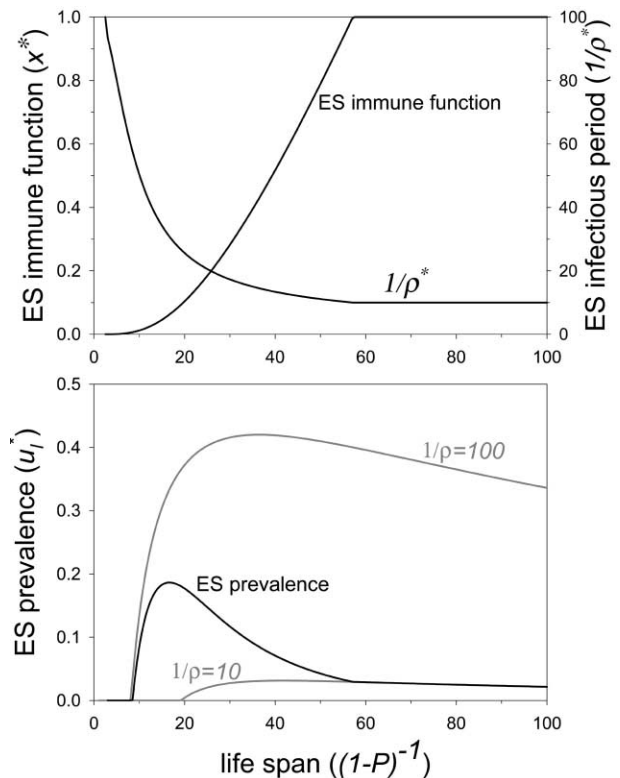 ES immune function (x*)
1.0
0.8
0.6
0.4
0.2
0.0
ES immune function
1/ρ*
100
80
60
40
20
0
ES infectious period (1/ρ*)
0 20 40 60 80 100
ES prevalence (u_I^*)
0.5
0.4
0.3
0.2
0.1
0.0
1/ρ=100
ES prevalence
1/ρ=10
0 20 40 60 80 100
life span ((1-P)^-1)